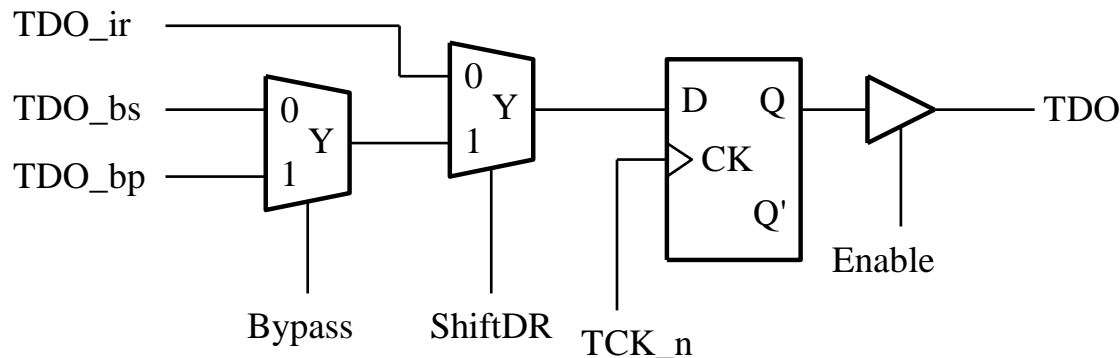 TDO_ir
TDO_bs
TDO_bp
0
1
Y
0
1
Y
D
Q
CK
Q'
TDO
Bypass
ShiftDR
TCK_n
Enable